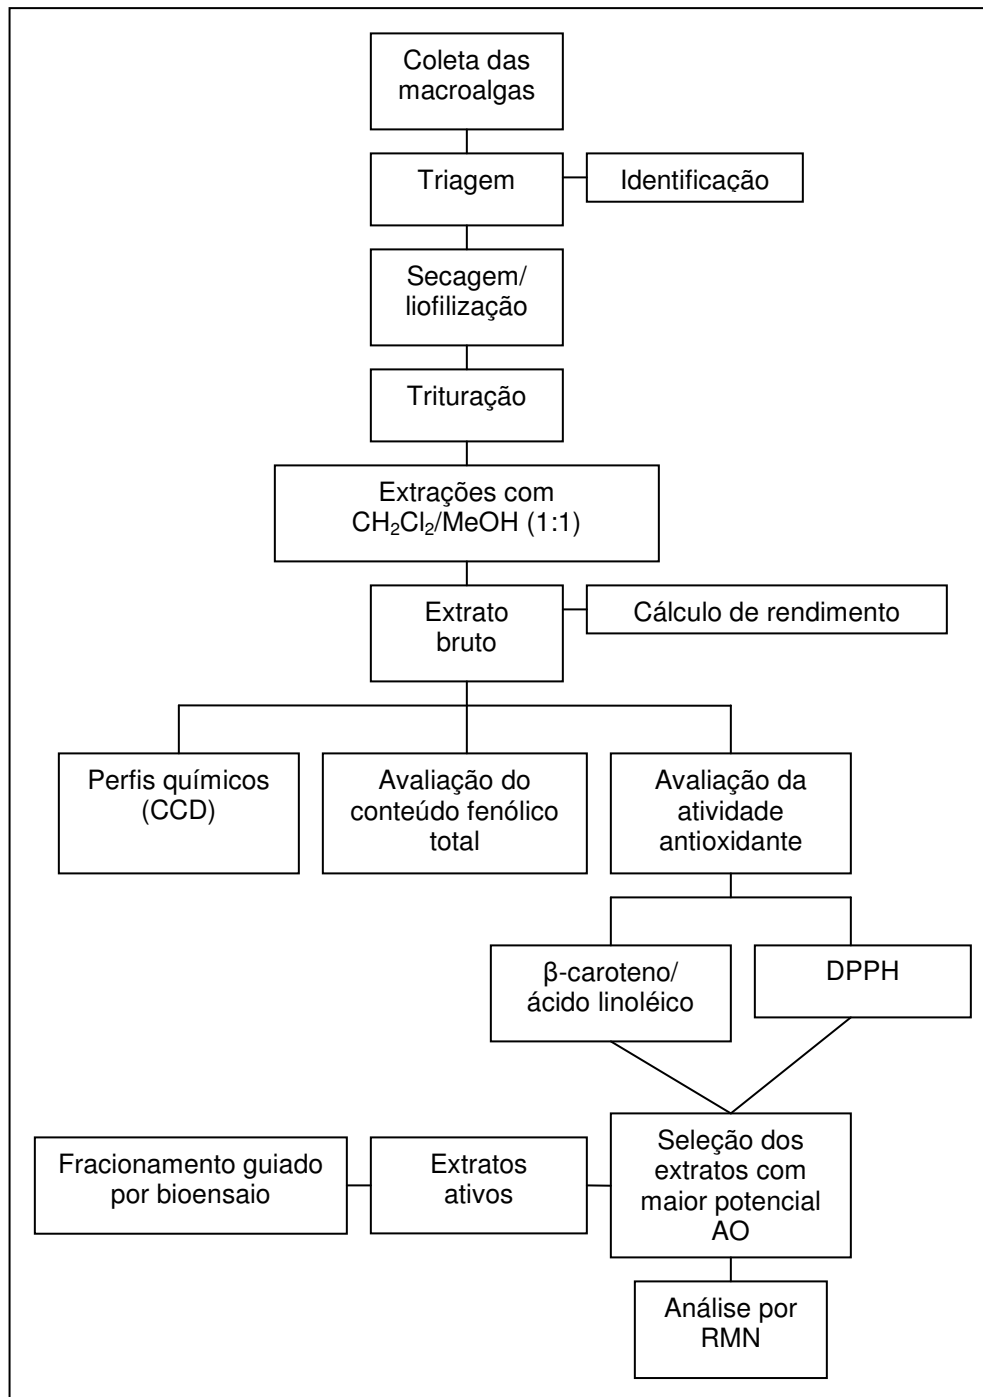 Coleta das
macroalgas
Triagem
Identificação
Secagem/
liofilização
Trituração
Extrações com
CH₂Cl₂/MeOH (1:1)
Extrato
bruto
Cálculo de rendimento
Perfis químicos
(CCD)
Avaliação do
conteúdo fenólico
total
Avaliação da
atividade
antioxidante
β-caroteno/
ácido linoléico
DPPH
Seleção dos
extratos com
maior potencial
AO
Extratos
ativos
Fracionamento guiado
por bioensaio
Análise por
RMN